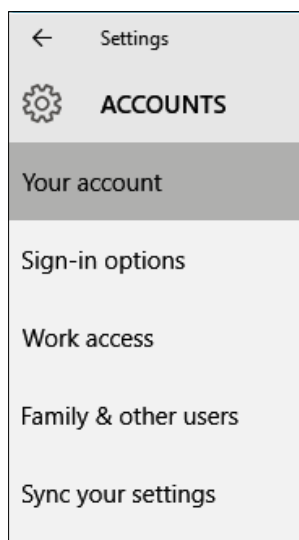 Settings
ACCOUNTS
Your account
Sign-in options
Work access
Family & other users
Sync your settings